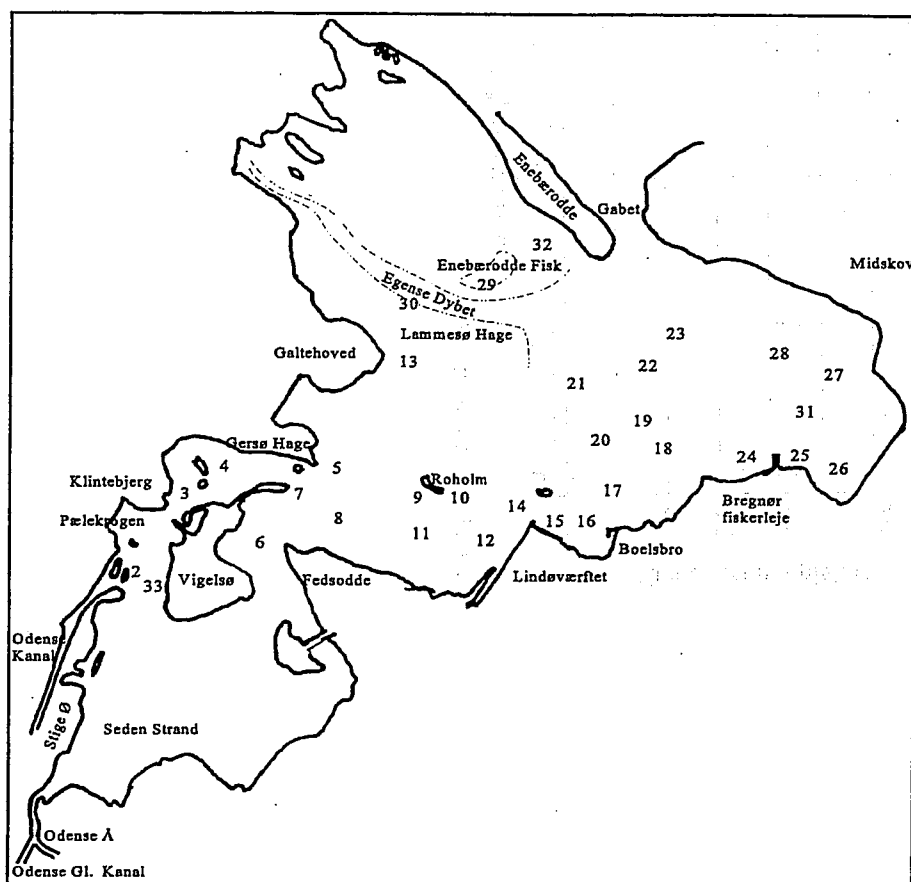 Enebærodde
Gabet
32
Enebærodde Fisk
29
Midskov
Egense Dybet
30
Lammesø Hage
23
Galtehoved
13
28
22
27
21
31
19
20
18
Gersø Hage
4
5
24
25
26
Klintebjerg
3
7
Roholm
9
10
17
14
Bregnør
fiskerleje
Pælekrogen
8
15
16
11
12
6
Boelsbro
2
33
Vigelsø
Fedsodde
Lindøværftet
Odense
Kanal
Stige Ø
Seden Strand
Odense Å
Odense Gl. Kanal